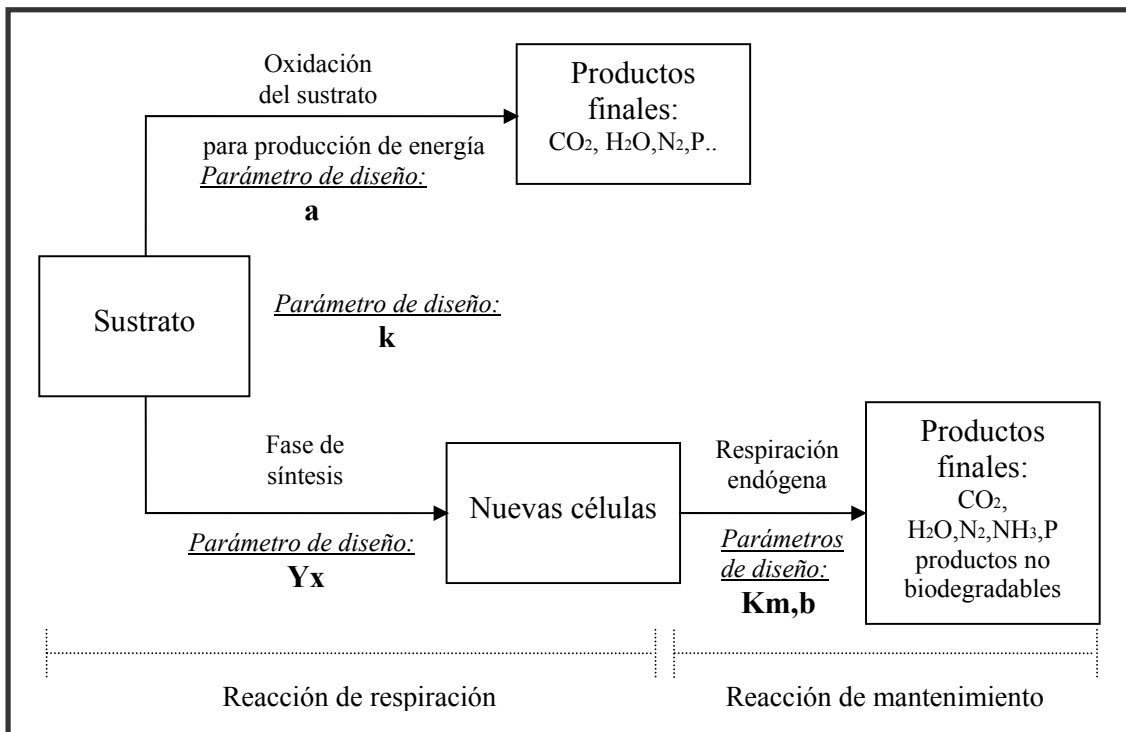 Oxidación
del sustrato
para producción de energía
Parámetro de diseño:
a
Productos
finales:
CO2, H2O,N2,P..
Sustrato
Parámetro de diseño:
k
Fase de
síntesis
Parámetro de diseño:
Yx
Nuevas células
Respiración
endógena
Parámetros
de diseño:
Km,b
Productos
finales:
CO2,
H2O,N2,NH3,P
productos no
biodegradables
Reacción de respiración
Reacción de mantenimiento